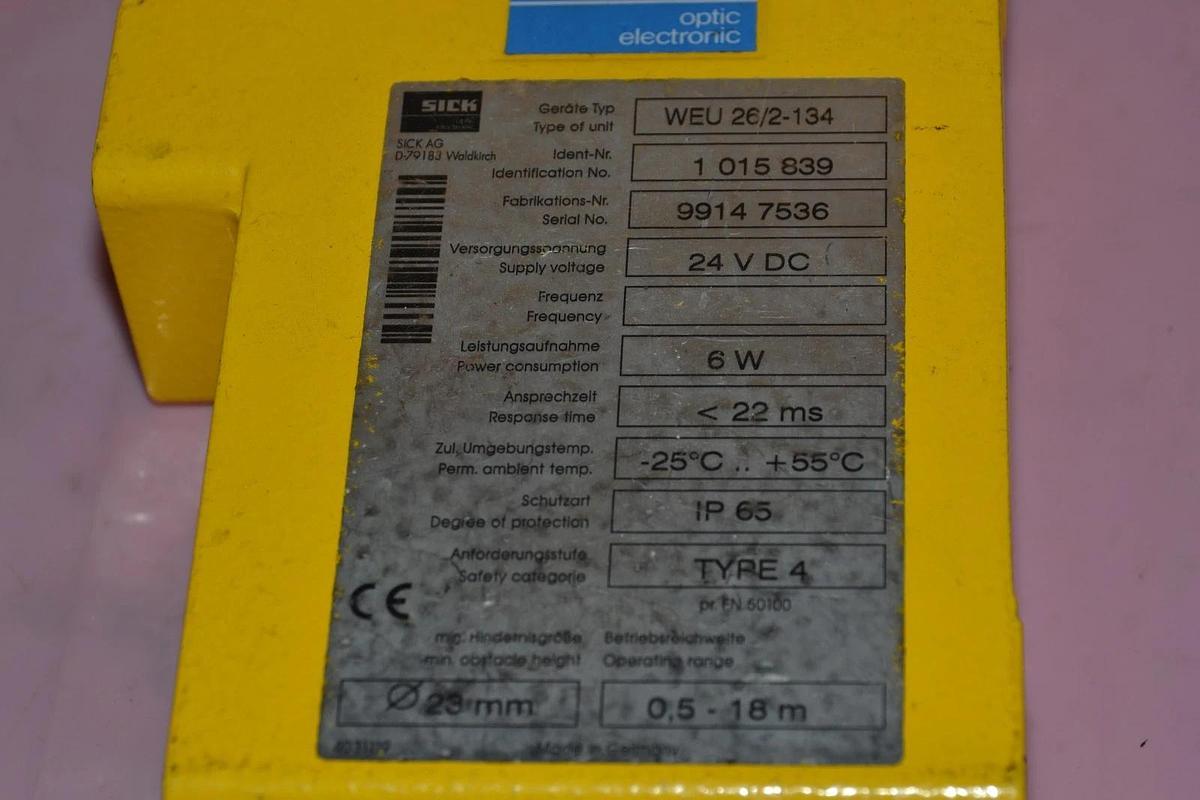 optic
electronic
SICK
SICK AG
D-79183 Waldkirch
Geräte Typ
Type of unit
WEU 26/2-134
Ident-Nr.
Identification No.
1 015 839
Fabrikations-Nr.
Serial No.
9914 7536
Versorgungsspannung
Supply voltage
24 V DC
Frequenz
Frequency
Leistungsaufnahme
Power consumption
6 W
Ansprechzeit
Response time
< 22 ms
Zul. Umgebungstemp.
Perm. ambient temp.
-25°C .. +55°C
Schutzart
Degree of protection
IP 65
Anforderungsstufe
Safety categorie
TYPE 4
pr. EN 50100
CE
min. Hindernisgröße
min. obstacle height
Ø 23 mm
Betriebsreichweite
Operating range
0,5 - 18 m
Made in Germany